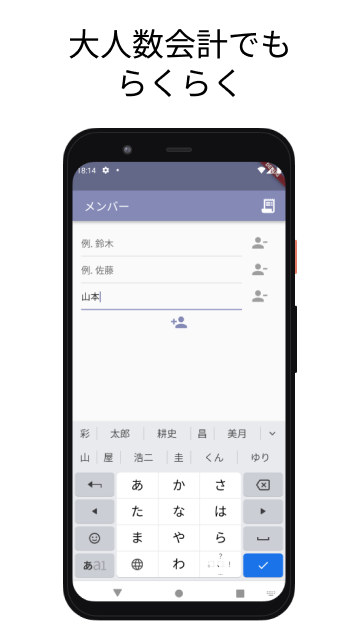 大人数会計でも
らくらく
18:14
メンバー
例. 鈴木
例. 佐藤
山本
彩 太郎 耕史 昌 美月
山 屋 浩二 圭 くん ゆり
あ か さ
た な は
ま や ら
あa1 わ